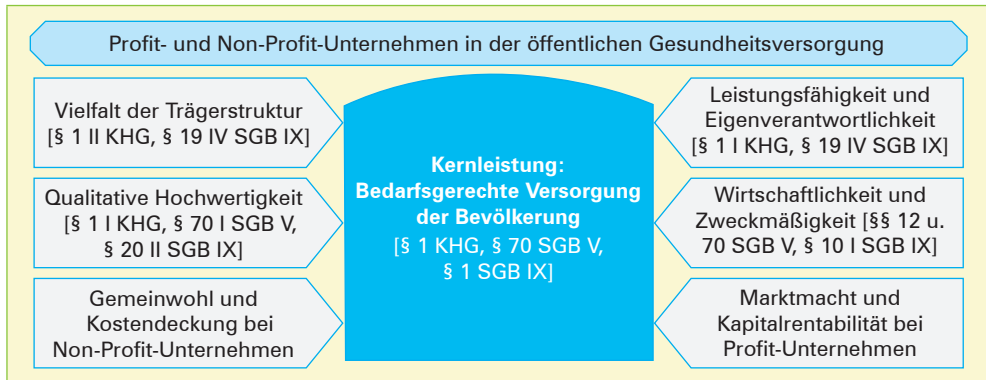 Profit- und Non-Profit-Unternehmen in der öffentlichen Gesundheitsversorgung
Vielfalt der Trägerstruktur
[§ 1 II KHG, § 19 IV SGB IX]
Qualitative Hochwertigkeit
[§ 1 I KHG, § 70 I SGB V,
§ 20 II SGB IX]
Gemeinwohl und
Kostendeckung bei
Non-Profit-Unternehmen
Kernleistung:
Bedarfsgerechte Versorgung
der Bevölkerung
[§ 1 KHG, § 70 SGB V,
§ 1 SGB IX]
Leistungsfähigkeit und
Eigenverantwortlichkeit
[§ 1 I KHG, § 19 IV SGB IX]
Wirtschaftlichkeit und
Zweckmäßigkeit [§§ 12 u.
70 SGB V, § 10 I SGB IX]
Marktmacht und
Kapitalrentabilität bei
Profit-Unternehmen